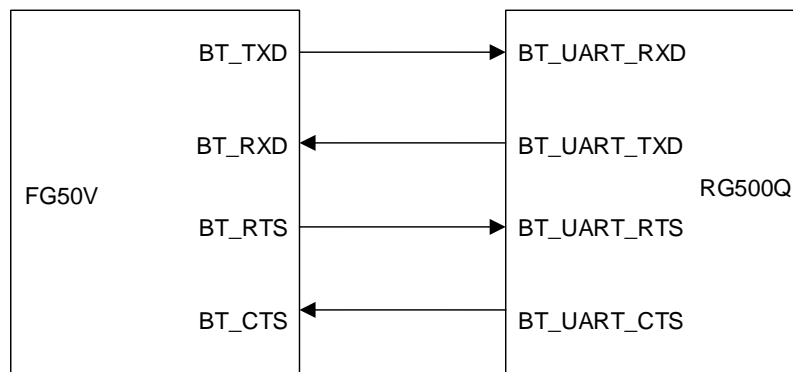 BT_TXD BT_UART_RXD
BT_RXD BT_UART_TXD
FG50V RG500Q
BT_RTS BT_UART_RTS
BT_CTS BT_UART_CTS